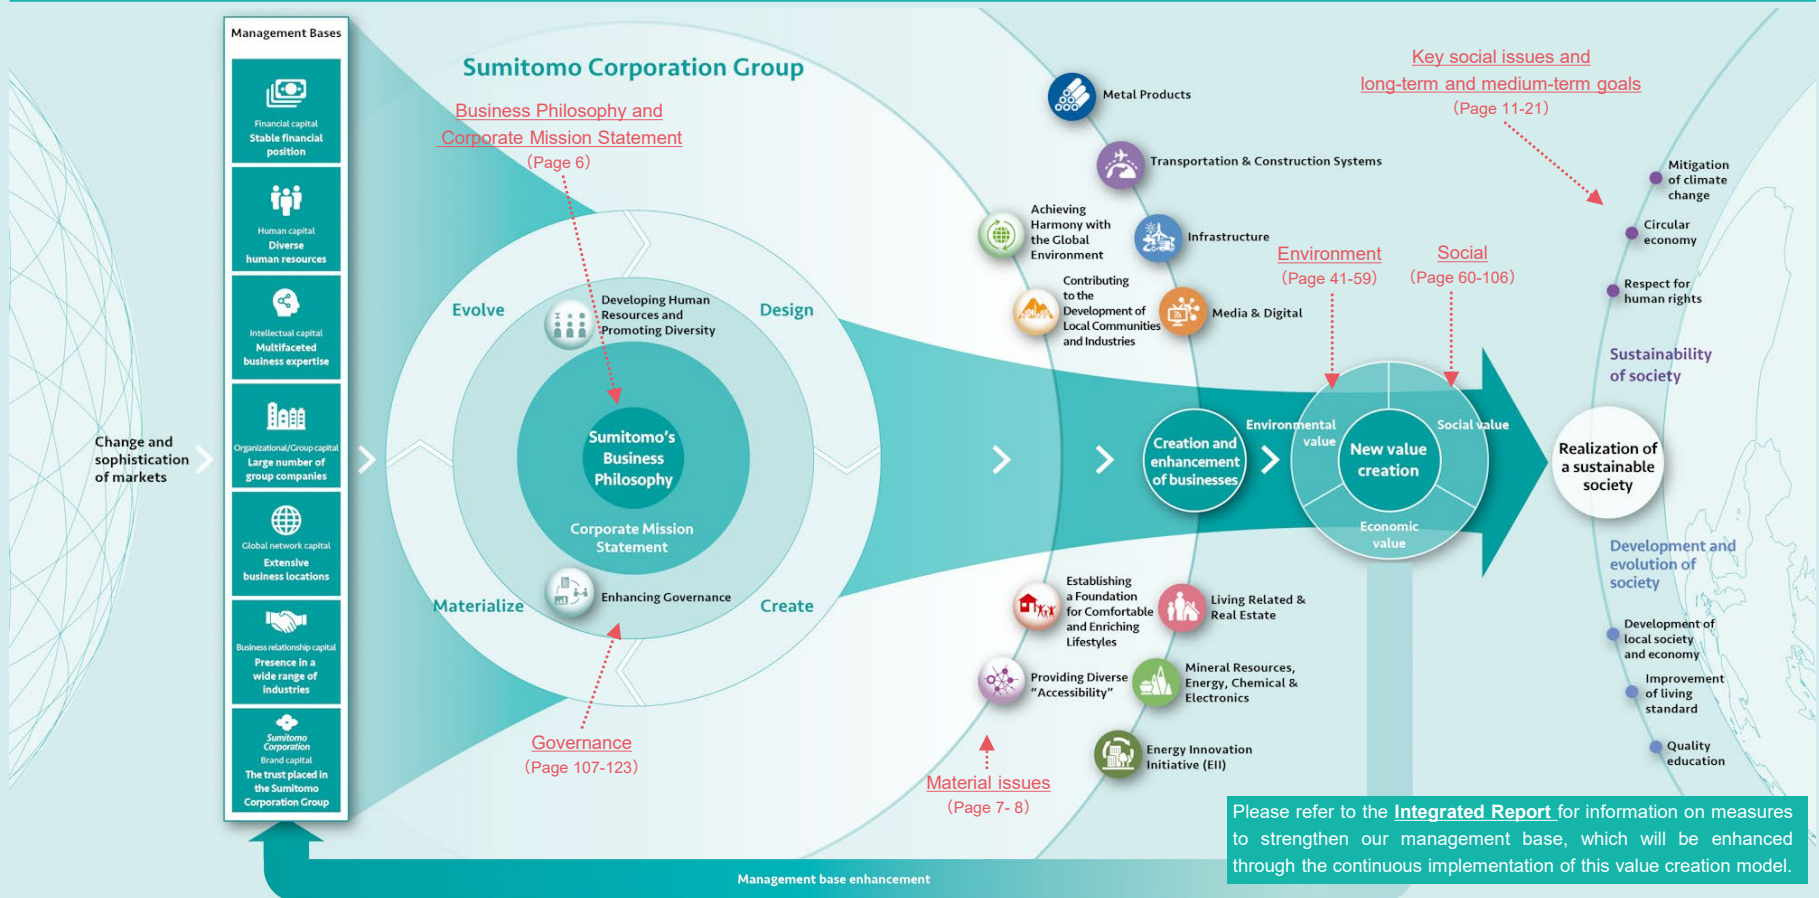 Management Bases
Financial capital
Stable financial
position
Human capital
Diverse
human resources
Intellectual capital
Multifaceted
business expertise
Organizational/Group capital
Large number of
group companies
Global network capital
Extensive
business locations
Business relationship capital
Presence in a
wide range of
industries
Sumitomo
Corporation
Brand capital
The trust placed in
the Sumitomo
Corporation Group
Change and
sophistication
of markets
Sumitomo Corporation Group
Business Philosophy and
Corporate Mission Statement
(Page 6)
Evolve
Design
Materialize
Create
Developing Human
Resources and
Promoting Diversity
Sumitomo's
Business
Philosophy
Corporate Mission
Statement
Enhancing Governance
Governance
(Page 107-123)
Achieving
Harmony with
the Global
Environment
Contributing
to the
Development of
Local Communities
and Industries
Establishing
a Foundation
for Comfortable
and Enriching
Lifestyles
Providing Diverse
"Accessibility"
Material issues
(Page 7- 8)
Metal Products
Transportation & Construction Systems
Infrastructure
Media & Digital
Living Related &
Real Estate
Mineral Resources,
Energy, Chemical &
Electronics
Energy Innovation
Initiative (EII)
Creation and
enhancement
of businesses
Environment
(Page 41-59)
Social
(Page 60-106)
Environmental
value
Social value
New value
creation
Economic
value
Key social issues and
long-term and medium-term goals
(Page 11-21)
Mitigation
of climate
change
Circular
economy
Respect for
human rights
Sustainability
of society
Realization of
a sustainable
society
Development and
evolution of
society
Development of
local society
and economy
Improvement
of living
standard
Quality
education
Please refer to the Integrated Report for information on measures
to strengthen our management base, which will be enhanced
through the continuous implementation of this value creation model.
Management base enhancement